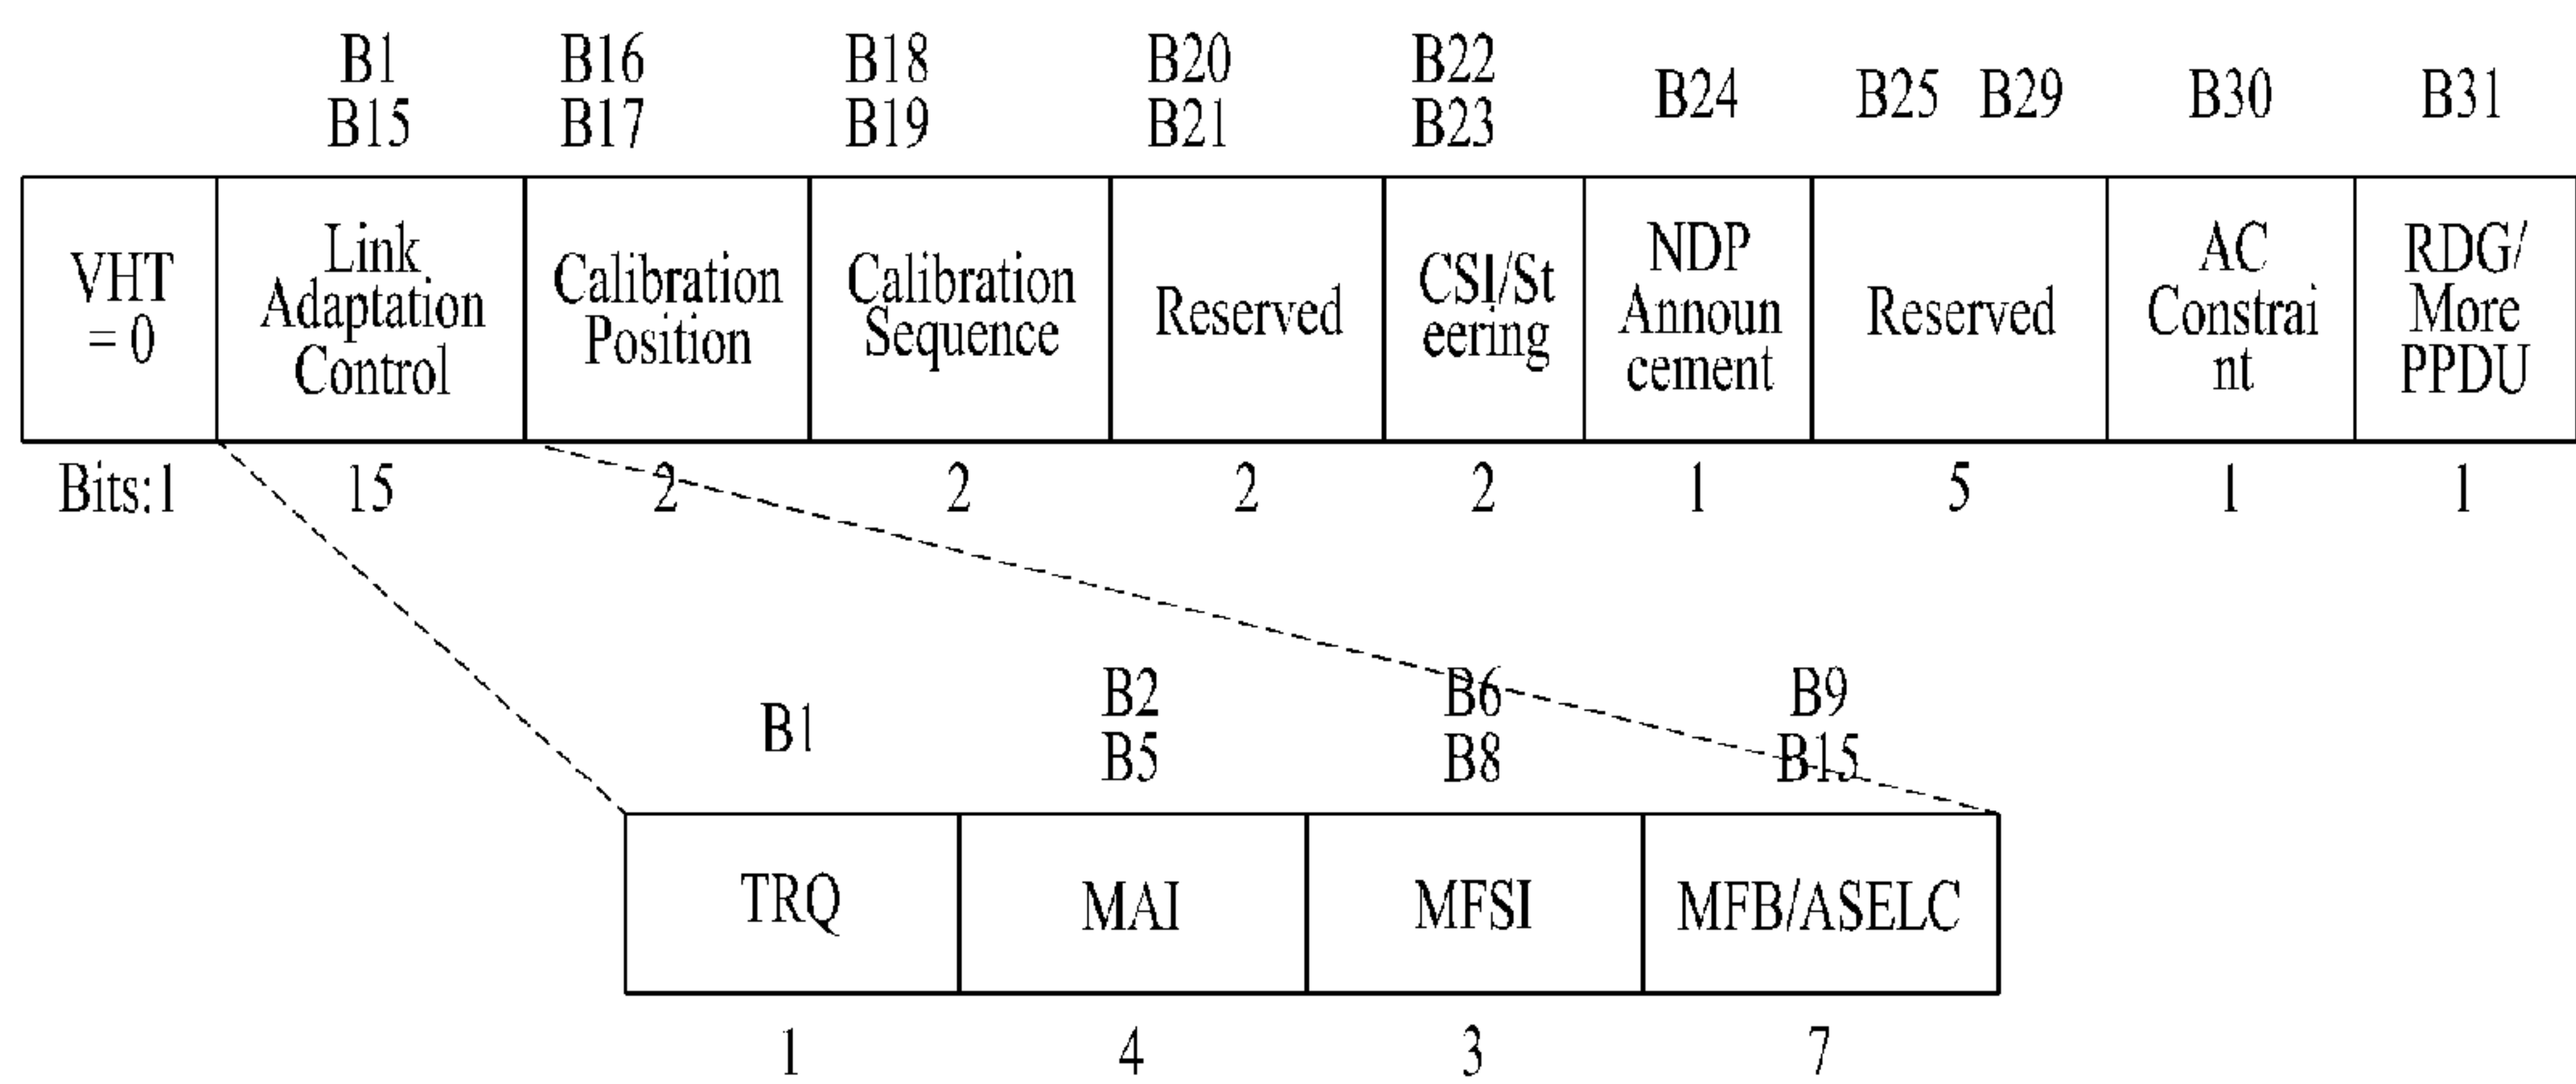 B1 B16 B18 B20 B22 B24 B25 B29 B30 B31
B15 B17 B19 B21 B23
VHT
= 0
Link
Adaptation
Control
Calibration
Position
Calibration
Sequence
Reserved
CSI/St
eering
NDP
Announ
cement
Reserved
AC
Constrai
nt
RDG/
More
PPDU
Bits:1 15 2 2 2 2 1 5 1 1
B1 B2 B6 B9
B5 B8 B15
TRQ MAI MFSI MFB/ASELC
1 4 3 7